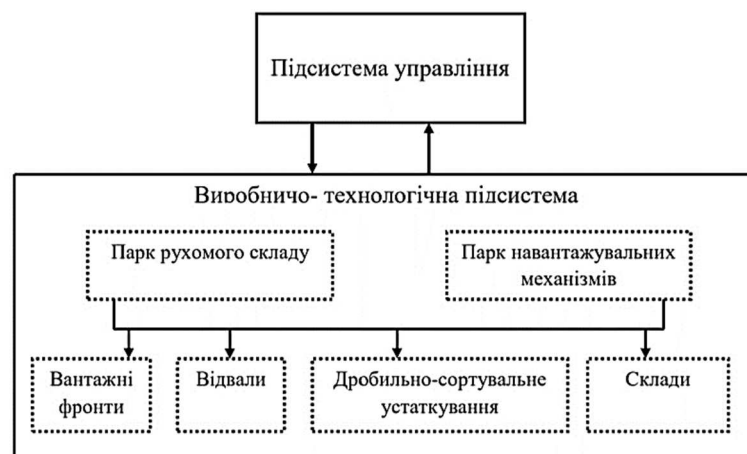 Підсистема управління
Виробничо- технологічна підсистема
Парк рухомого складу
Парк навантажувальних
механізмів
Вантажні
фронти
Відвали
Дробильно-сортувальне
устаткування
Склади